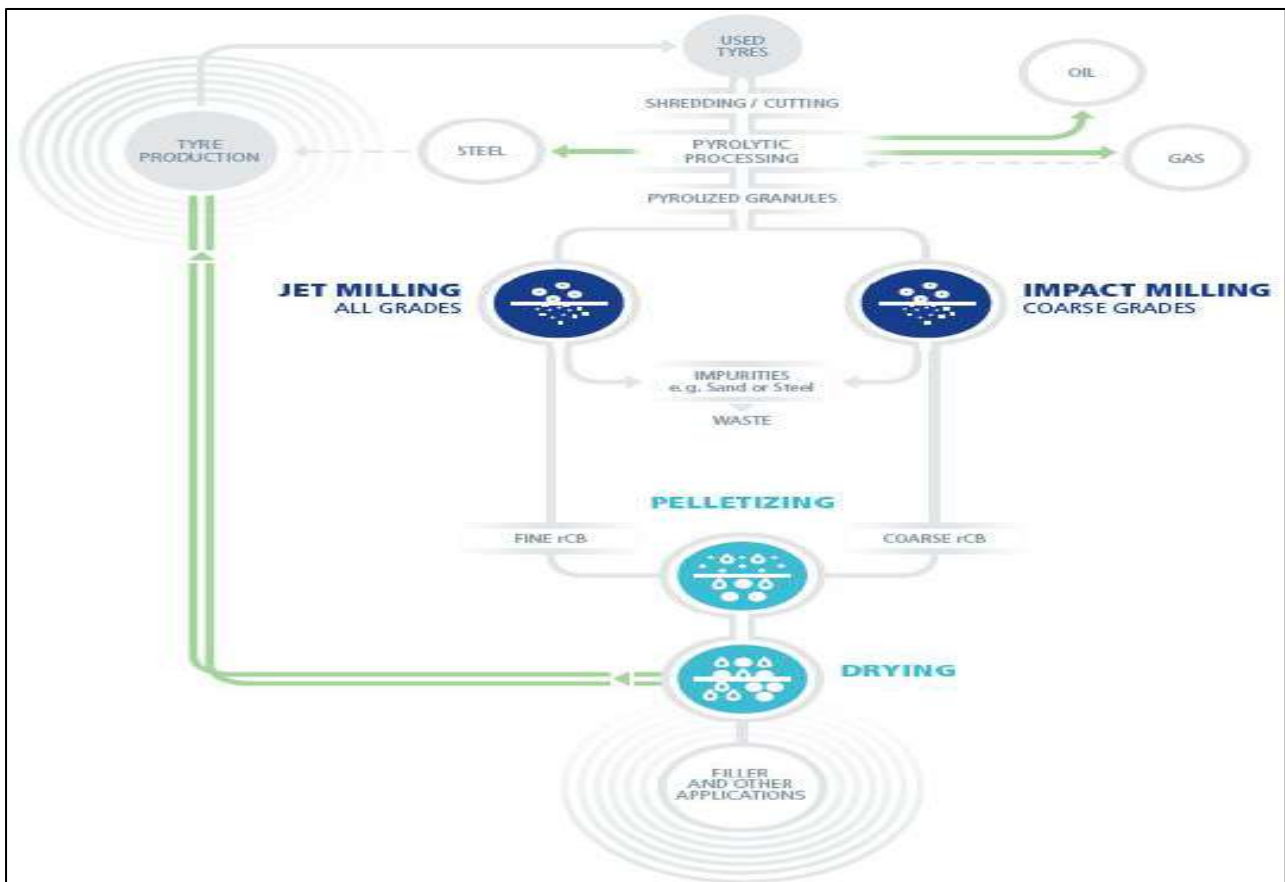 USED
TYRES
OIL
SHREDDING / CUTTING
TYRE
PRODUCTION
STEEL
PYROLYTIC
PROCESSING
GAS
PYROLIZED GRANULES
JET MILLING
ALL GRADES
IMPACT MILLING
COARSE GRADES
IMPURITIES
e.g. Sand or Steel
WASTE
PELLETIZING
FINE rCB
COARSE rCB
DRYING
FILLER
AND OTHER
APPLICATIONS